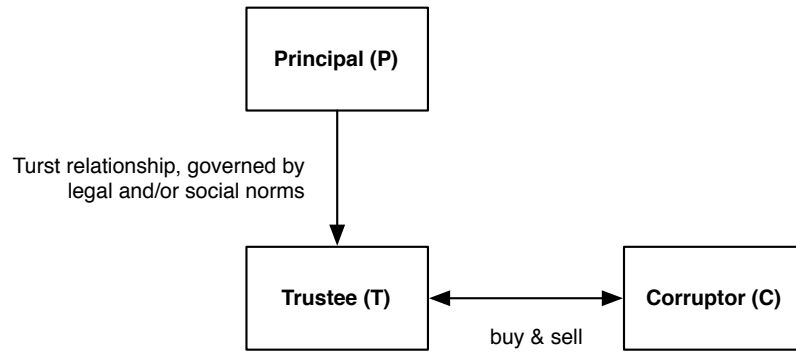 Principal (P)
Turst relationship, governed by
legal and/or social norms
Trustee (T)
Corruptor (C)
buy & sell